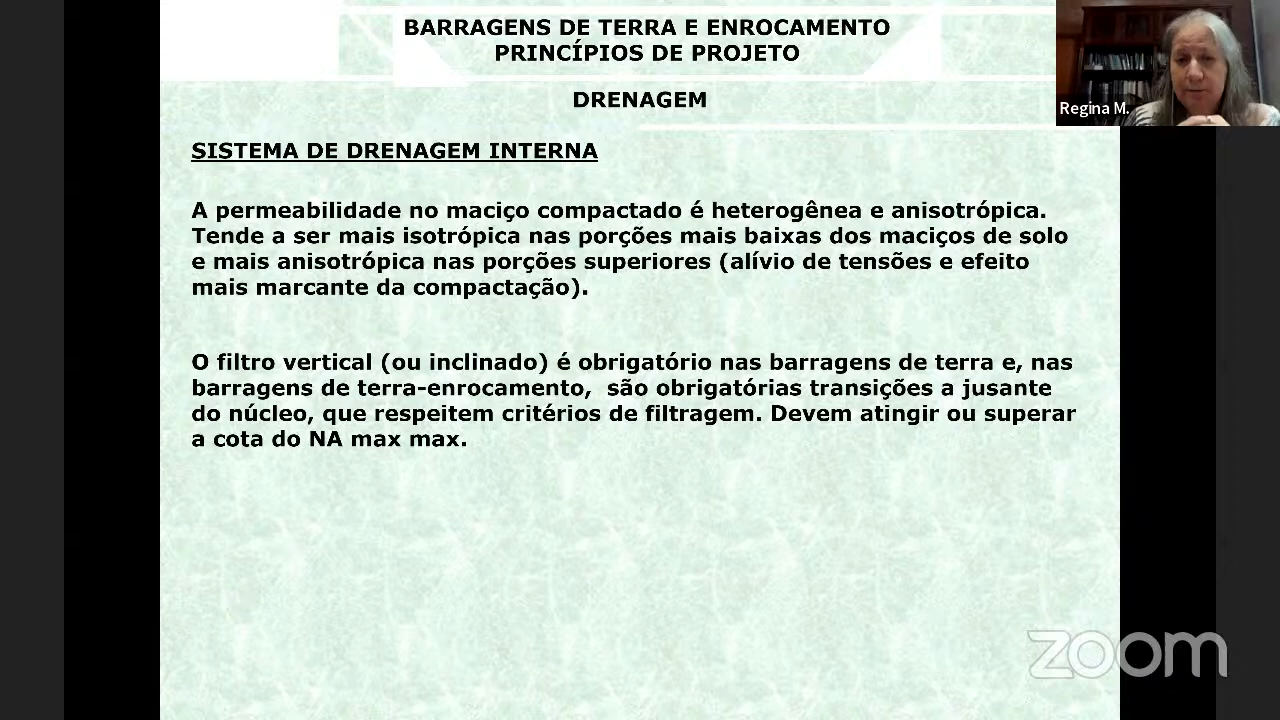 BARRAGENS DE TERRA E ENROCAMENTO
PRINCÍPIOS DE PROJETO
DRENAGEM
Regina M.
SISTEMA DE DRENAGEM INTERNA
A permeabilidade no maciço compactado é heterogênea e anisotrópica.
Tende a ser mais isotrópica nas porções mais baixas dos maciços de solo
e mais anisotrópica nas porções superiores (alívio de tensões e efeito
mais marcante da compactação).
O filtro vertical (ou inclinado) é obrigatório nas barragens de terra e, nas
barragens de terra-enrocamento, são obrigatórias transições a jusante
do núcleo, que respeitem critérios de filtragem. Devem atingir ou superar
a cota do NA max max.
zoom